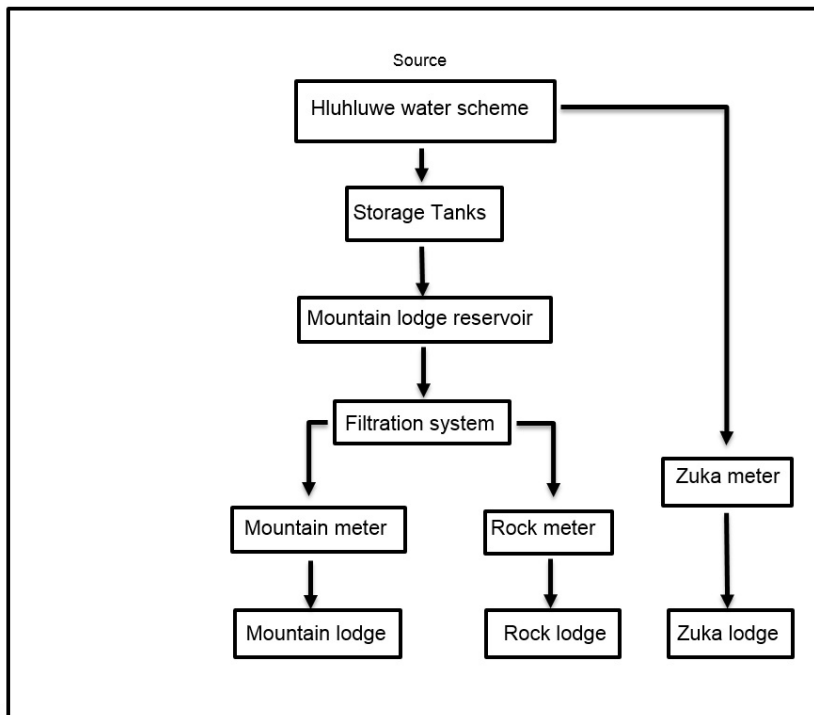 Source
Hluhluwe water scheme
Storage Tanks
Mountain lodge reservoir
Filtration system
Zuka meter
Mountain meter
Rock meter
Mountain lodge
Rock lodge
Zuka lodge